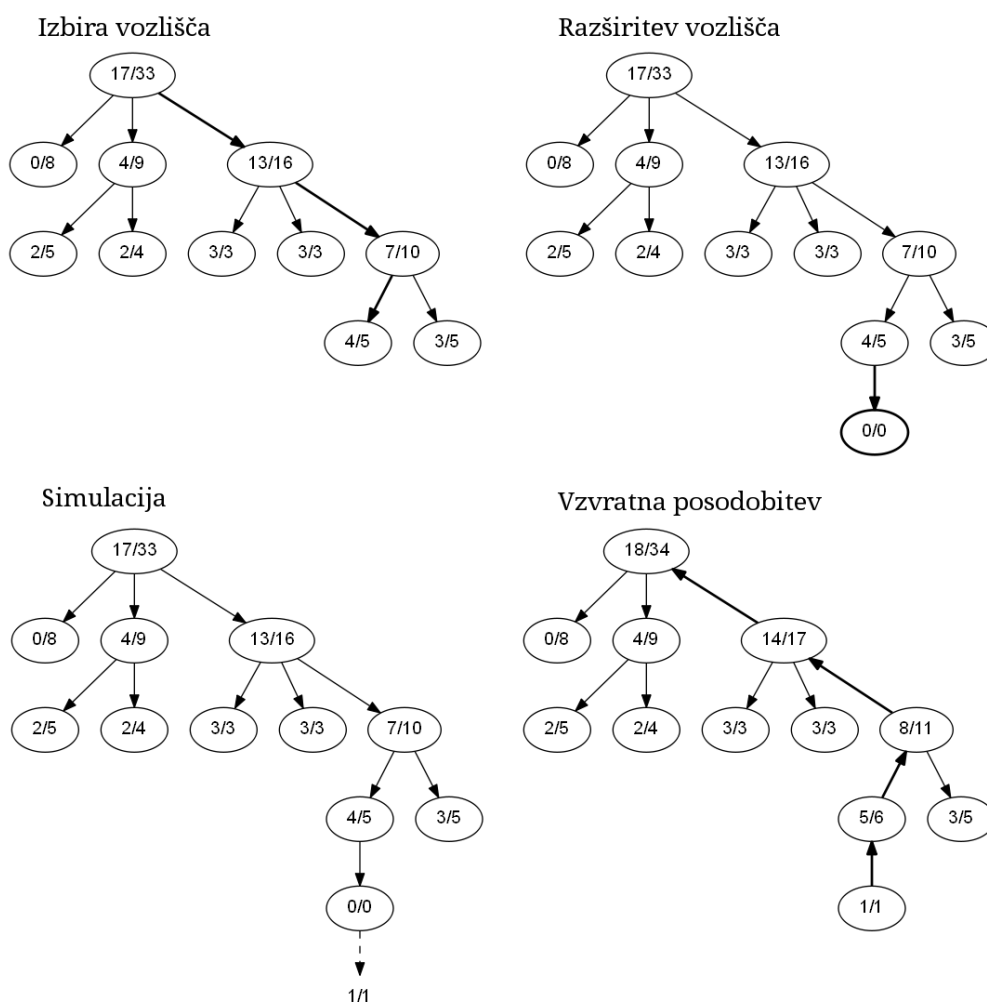 Izbira vozlišča
17/33
0/8 4/9 13/16
2/5 2/4 3/3 3/3 7/10
4/5 3/5
Razširitev vozlišča
17/33
0/8 4/9 13/16
2/5 2/4 3/3 3/3 7/10
4/5 3/5
0/0
Simulacija
17/33
0/8 4/9 13/16
2/5 2/4 3/3 3/3 7/10
4/5 3/5
0/0
1/1
Vzvratna posodobitev
18/34
0/8 4/9 14/17
2/5 2/4 3/3 3/3 8/11
5/6 3/5
1/1